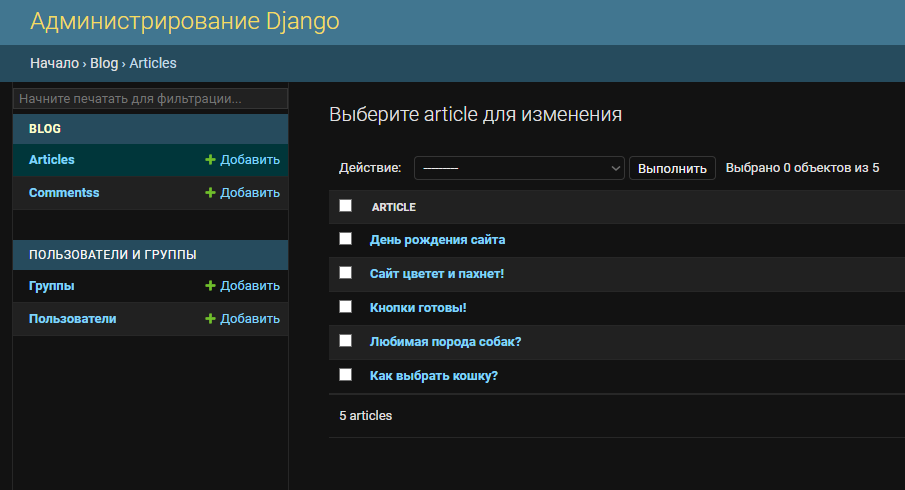 Администрирование Django
Начало › Blog › Articles
Начните печатать для фильтрации...
BLOG
Articles + Добавить
Commentss + Добавить
ПОЛЬЗОВАТЕЛИ И ГРУППЫ
Группы + Добавить
Пользователи + Добавить
Выберите article для изменения
Действие: --------- Выполнить Выбрано 0 объектов из 5
ARTICLE
День рождения сайта
Сайт цветет и пахнет!
Кнопки готовы!
Любимая порода собак?
Как выбрать кошку?
5 articles